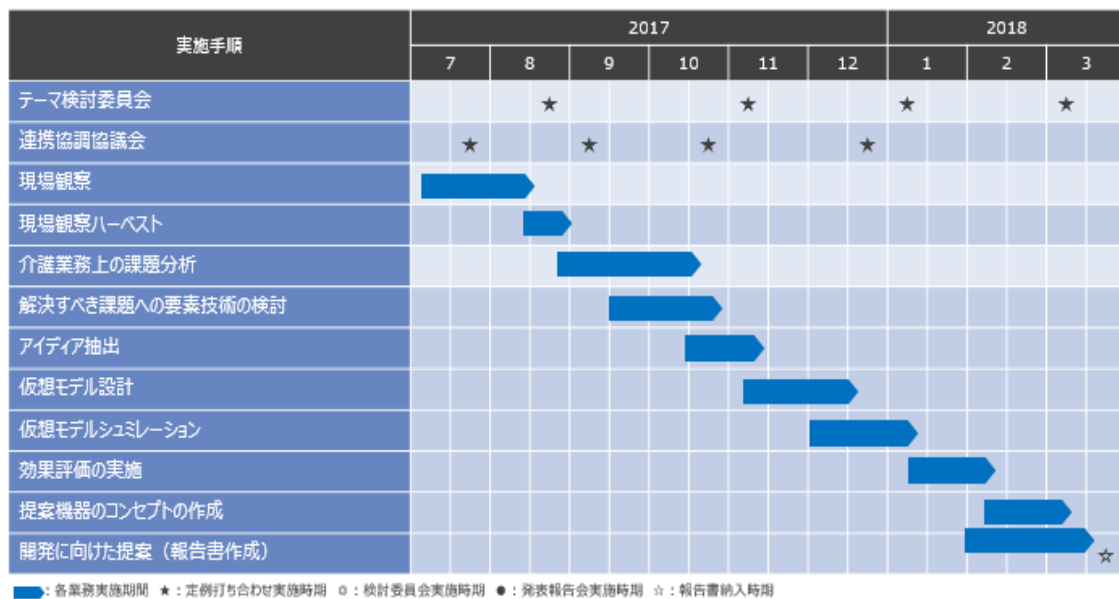 実施手順 2017 2018
7 8 9 10 11 12 1 2 3
テーマ検討委員会 ★ ★ ★ ★
連携協調協議会 ★ ★ ★ ★
現場観察
現場観察ハーベスト
介護業務上の課題分析
解決すべき課題への要素技術の検討
アイディア抽出
仮想モデル設計
仮想モデルシュミレーション
効果評価の実施
提案機器のコンセプトの作成
開発に向けた提案（報告書作成） ☆
：各業務実施期間 ★：定例打ち合わせ実施時期 ○：検討委員会実施時期 ●：発表報告会実施時期 ☆：報告書納入時期